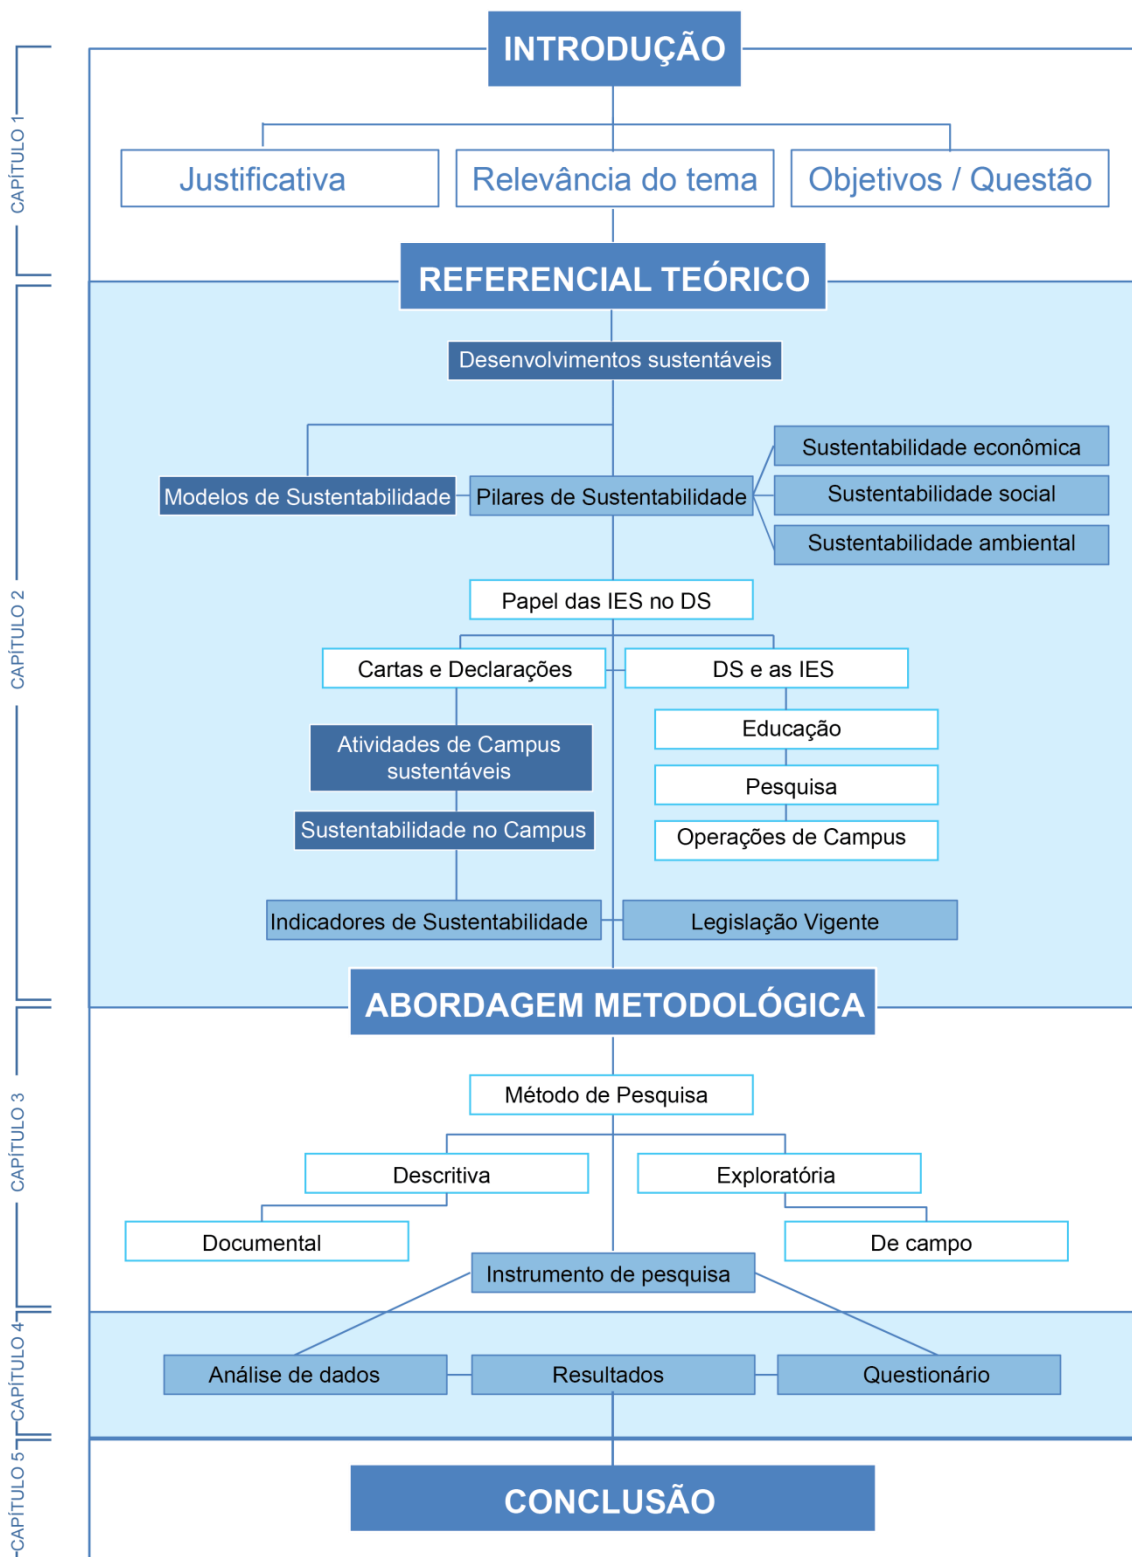 INTRODUÇÃO
CAPÍTULO 1
Justificativa
Relevância do tema
Objetivos / Questão
REFERENCIAL TEÓRICO
CAPÍTULO 2
Desenvolvimentos sustentáveis
Modelos de Sustentabilidade
Pilares de Sustentabilidade
Sustentabilidade econômica
Sustentabilidade social
Sustentabilidade ambiental
Papel das IES no DS
Cartas e Declarações
DS e as IES
Atividades de Campus
sustentáveis
Sustentabilidade no Campus
Educação
Pesquisa
Operações de Campus
Indicadores de Sustentabilidade
Legislação Vigente
ABORDAGEM METODOLÓGICA
CAPÍTULO 3
Método de Pesquisa
Descritiva
Exploratória
Documental
De campo
Instrumento de pesquisa
CAPÍTULO 4
Análise de dados
Resultados
Questionário
CAPÍTULO 5
CONCLUSÃO